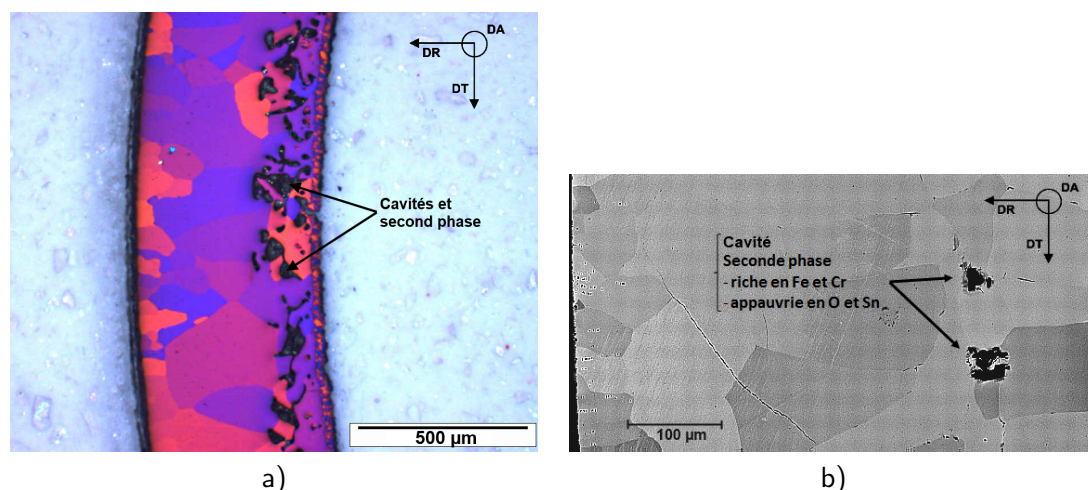 DA
DR
DT
Cavités et
second phase
500 µm
a)
DA
DR
DT
Cavité
Seconde phase
- riche en Fe et Cr
- appauvrie en O et Sn
100 µm
b)